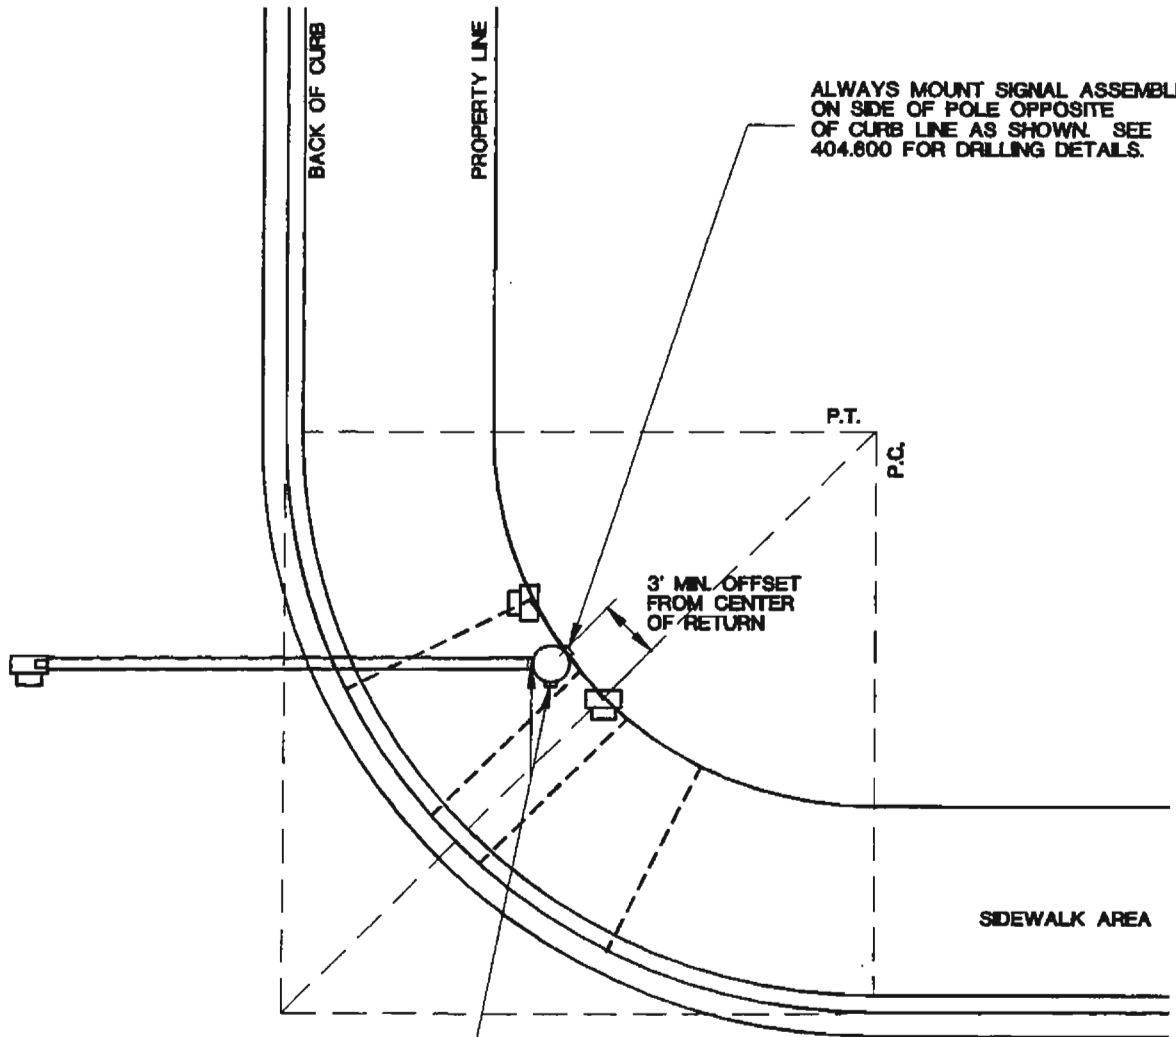 BACK OF CURB
PROPERTY LINE
ALWAYS MOUNT SIGNAL ASSEMBLI
ON SIDE OF POLE OPPOSITE
OF CURB LINE AS SHOWN. SEE
404.600 FOR DRILLING DETAILS.
P.T.
P.C.
3' MIN. OFFSET
FROM CENTER
OF RETURN
SIDEWALK AREA